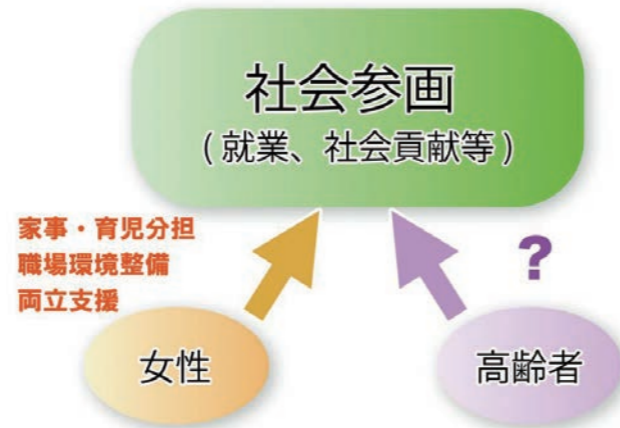 社会参画
(就業、社会貢献等)
家事・育児分担
職場環境整備
両立支援
?
女性
高齢者